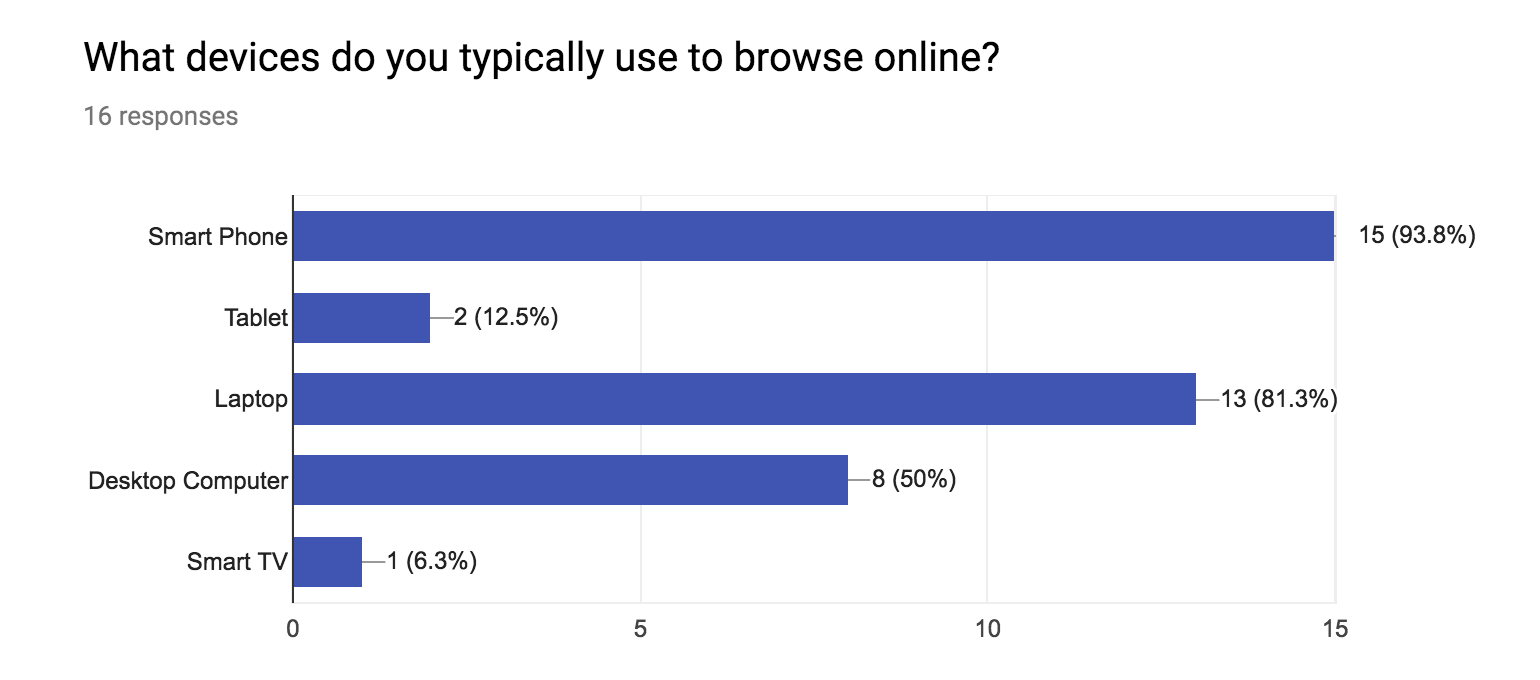 What devices do you typically use to browse online?
16 responses
Smart Phone 15 (93.8%)
Tablet 2 (12.5%)
Laptop 13 (81.3%)
Desktop Computer 8 (50%)
Smart TV 1 (6.3%)
0 5 10 15